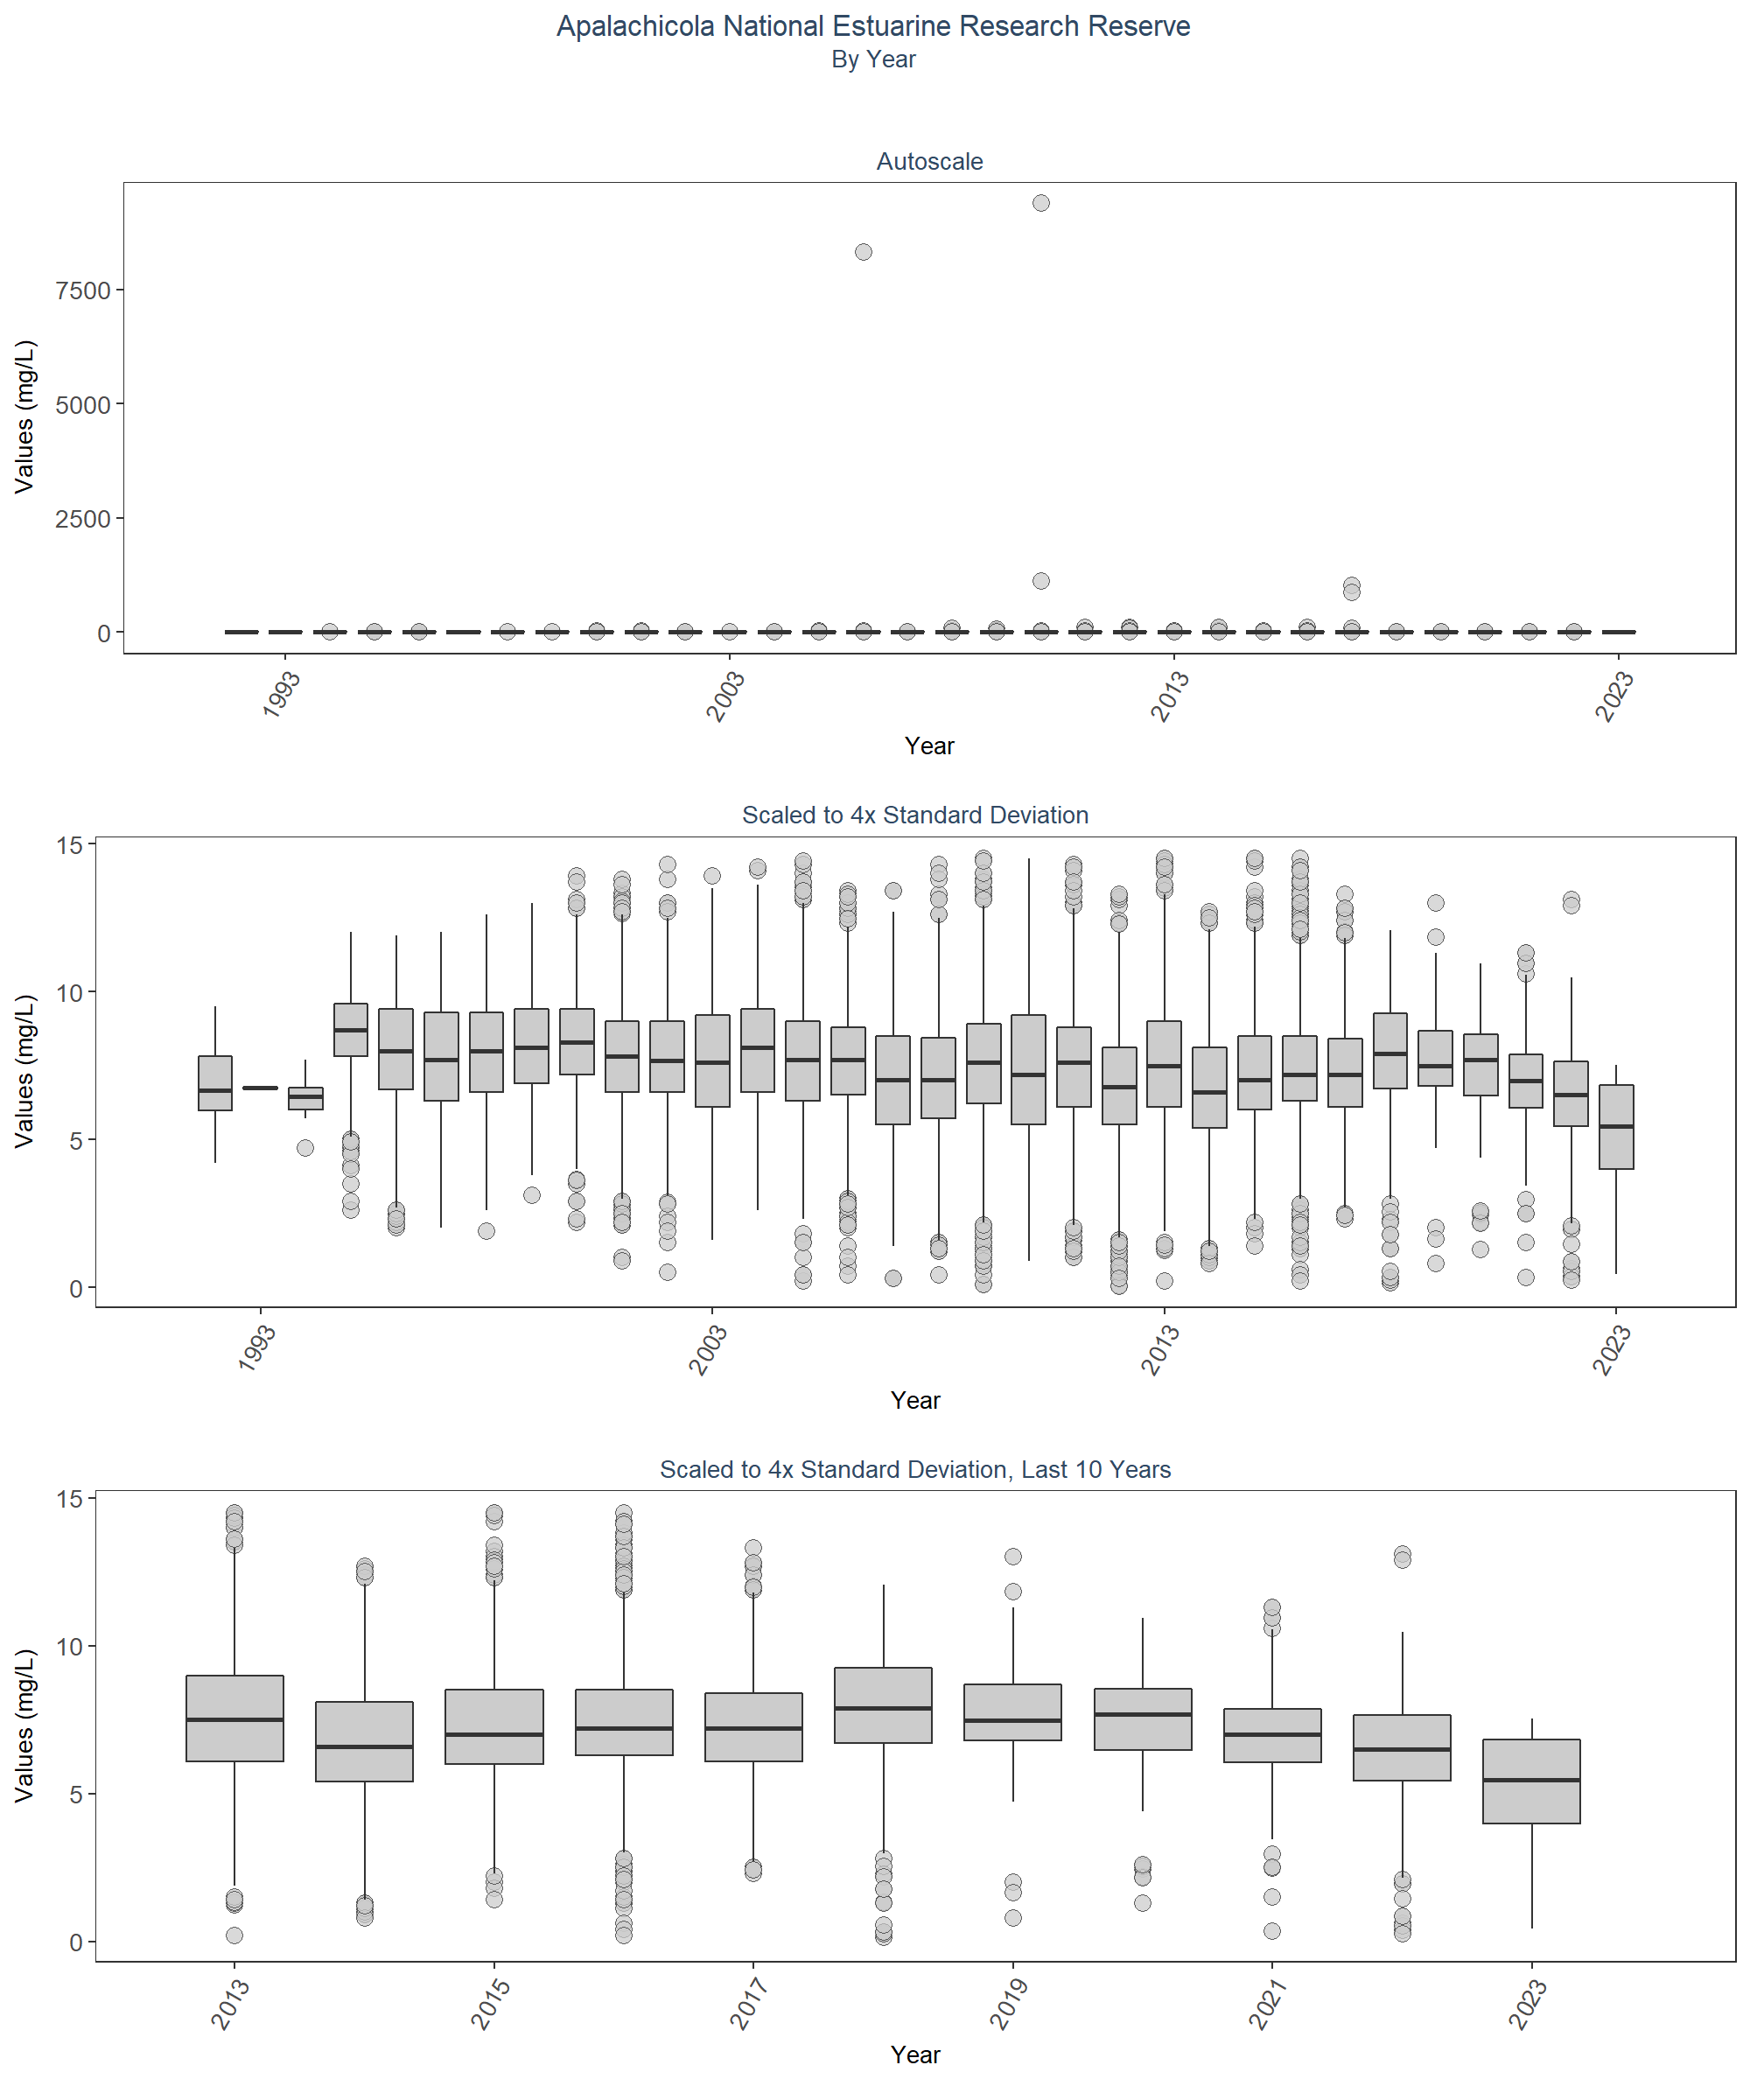 Apalachicola National Estuarine Research Reserve
By Year
Autoscale
Values (mg/L)
7500
5000
2500
0
1993
2003
2013
2023
Year
Scaled to 4x Standard Deviation
Values (mg/L)
15
10
5
0
1993
2003
2013
2023
Year
Scaled to 4x Standard Deviation, Last 10 Years
Values (mg/L)
15
10
5
0
2013
2015
2017
2019
2021
2023
Year